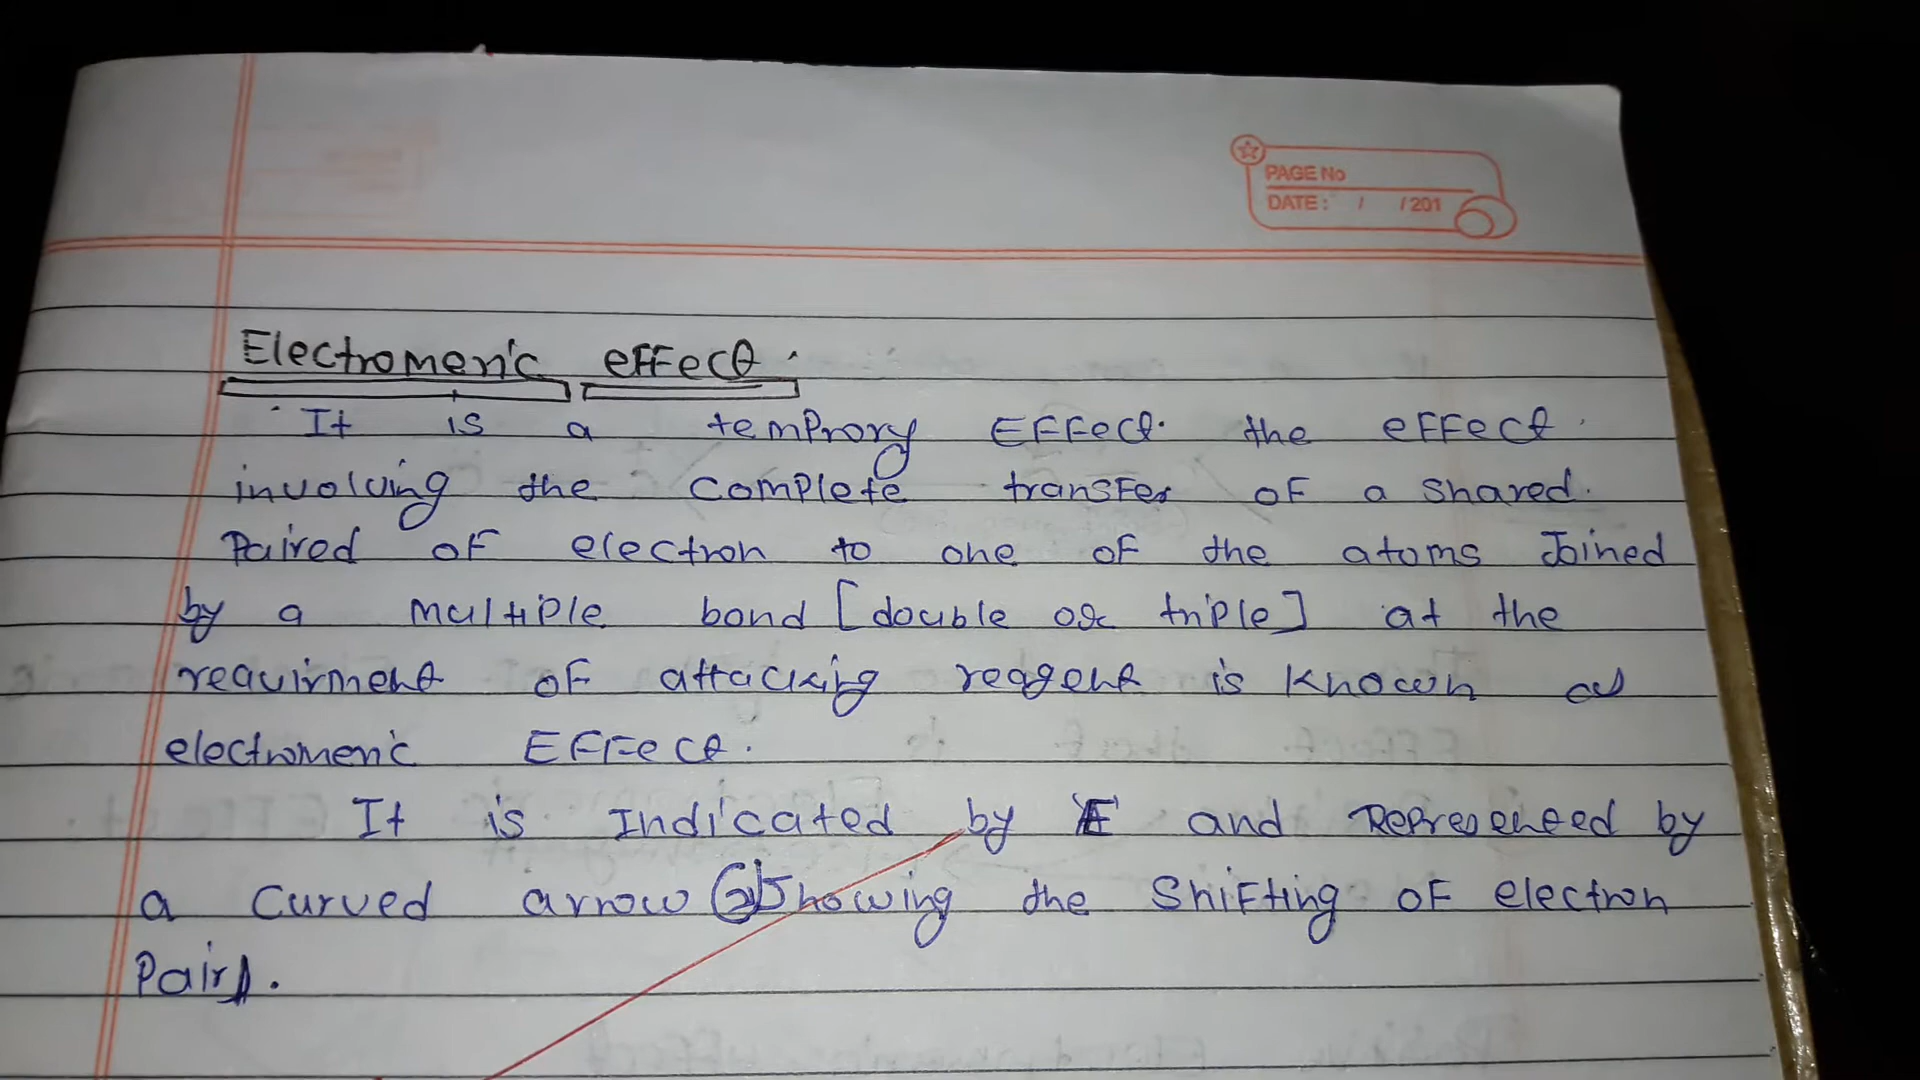 PAGE No
DATE: / /201
Electromeric effect.
It is a temprory Effect. the effect
involving the complete transfer of a shared.
Paired of electron to one of the atoms Joined
by a multiple bond [double or triple] at the
requirment of attacking reagent is known as
electromeric Effect.
It is Indicated by E and Represented by
a curved arrow showing the shifting of electron
Pair.